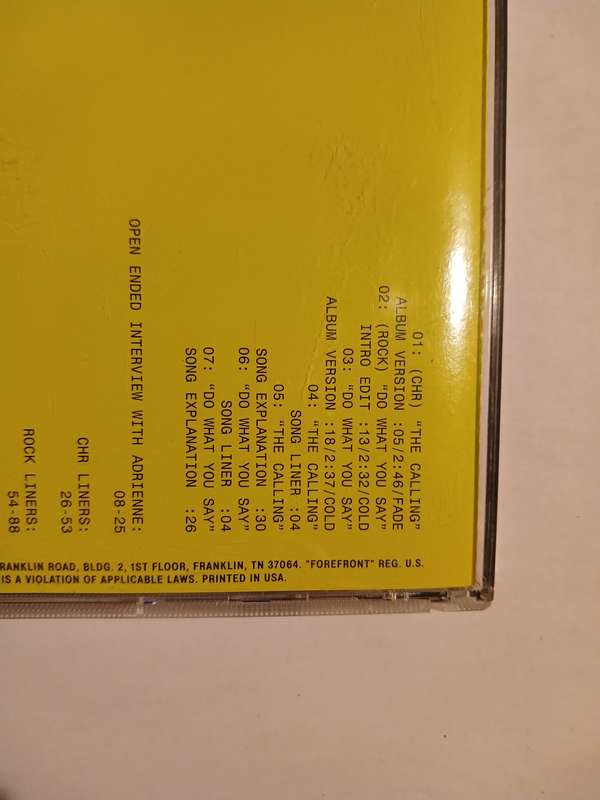 01: (CHR) "THE CALLING"
ALBUM VERSION :05/2:46/FADE
02: (ROCK) "DO WHAT YOU SAY"
INTRO EDIT :13/2:32/COLD
03: "DO WHAT YOU SAY"
ALBUM VERSION :18/2:37/COLD
04: "THE CALLING"
SONG LINER :04
05: "THE CALLING"
SONG EXPLANATION :30
06: "DO WHAT YOU SAY"
SONG LINER :04
07: "DO WHAT YOU SAY"
SONG EXPLANATION :26
OPEN ENDED INTERVIEW WITH ADRIENNE:
08-25
CHR LINERS:
26-53
ROCK LINERS:
54-88
RANKLIN ROAD, BLDG. 2, 1ST FLOOR, FRANKLIN, TN 37064. "FOREFRONT" REG. U.S.
IS A VIOLATION OF APPLICABLE LAWS. PRINTED IN USA.